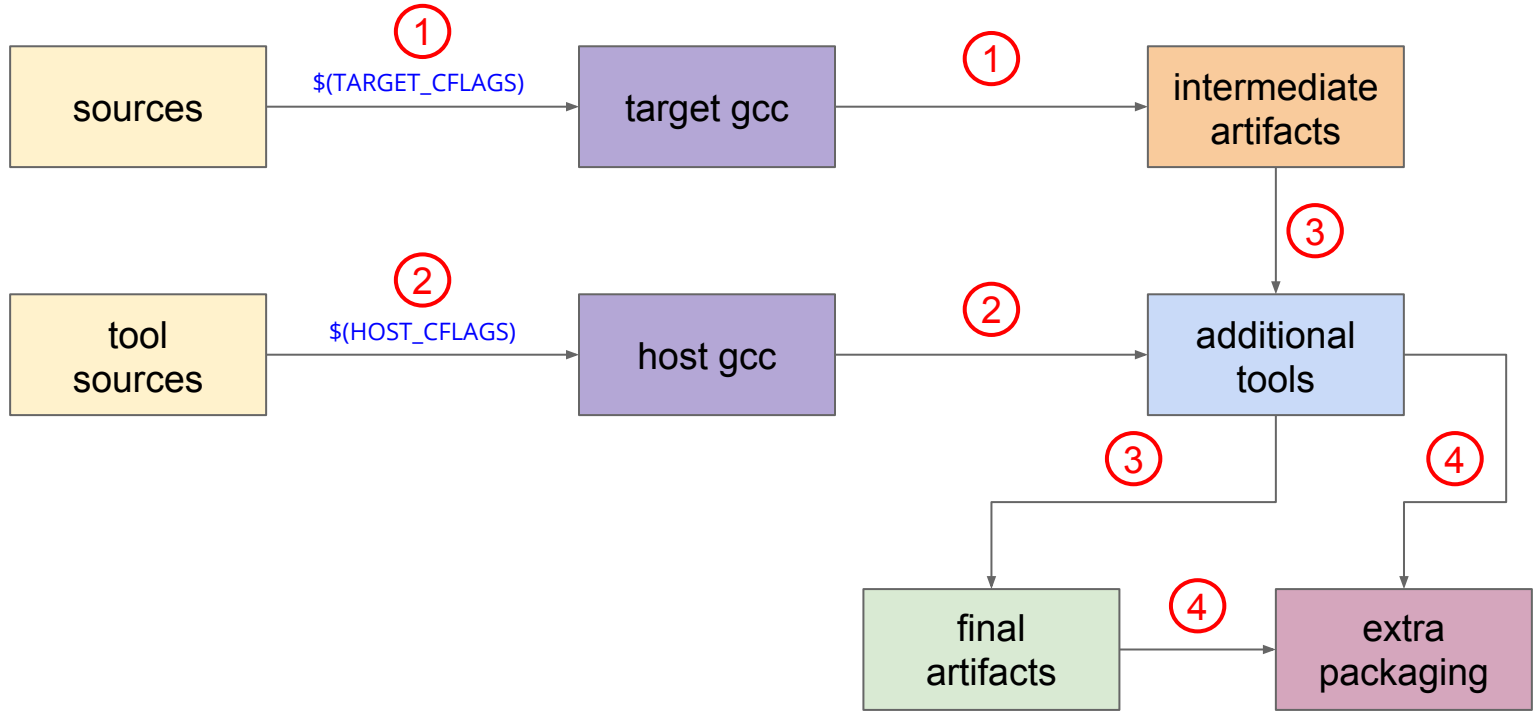 1
$(TARGET_CFLAGS)
sources
target gcc
1
intermediate
artifacts
3
2
$(HOST_CFLAGS)
tool
sources
host gcc
2
additional
tools
3
4
final
artifacts
4
extra
packaging